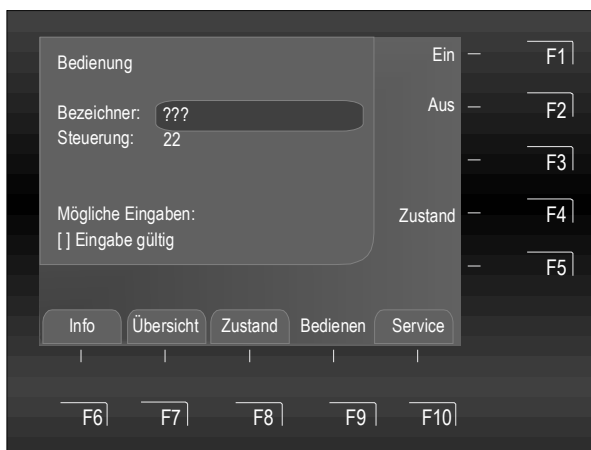 Bedienung
Bezeichner: ???
Steuerung: 22
Mögliche Eingaben:
[ ] Eingabe gültig
Ein – F1
Aus – F2
– F3
Zustand – F4
– F5
Info Übersicht Zustand Bedienen Service
F6 F7 F8 F9 F10